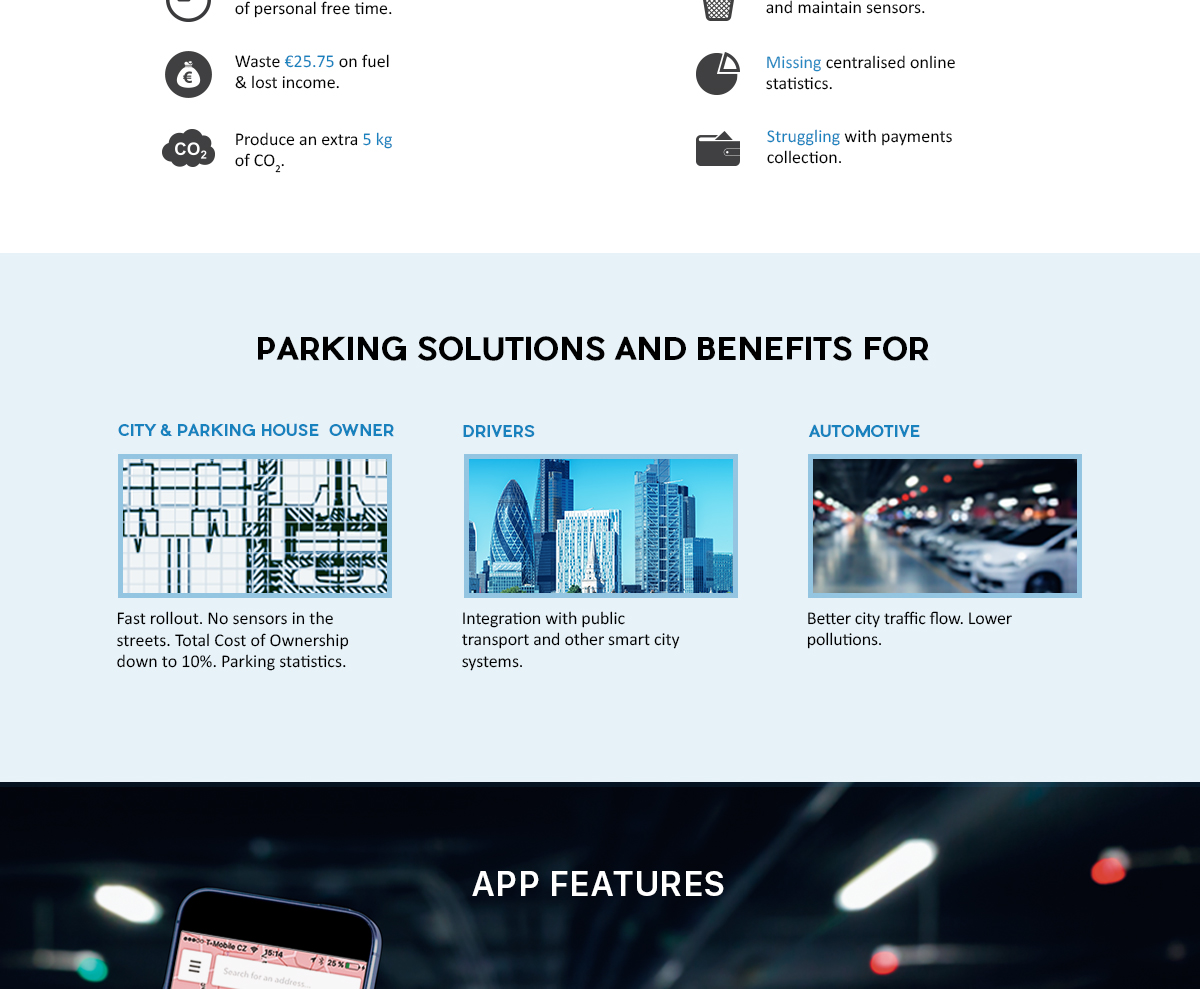 of personal free time.
Waste €25.75 on fuel
& lost income.
CO2
Produce an extra 5 kg
of CO2.
and maintain sensors.
Missing centralised online
statistics.
Struggling with payments
collection.
PARKING SOLUTIONS AND BENEFITS FOR
CITY & PARKING HOUSE OWNER
Fast rollout. No sensors in the
streets. Total Cost of Ownership
down to 10%. Parking statistics.
DRIVERS
Integration with public
transport and other smart city
systems.
AUTOMOTIVE
Better city traffic flow. Lower
pollutions.
APP FEATURES
T-Mobile CZ 15:14 25 %
Search for an address...